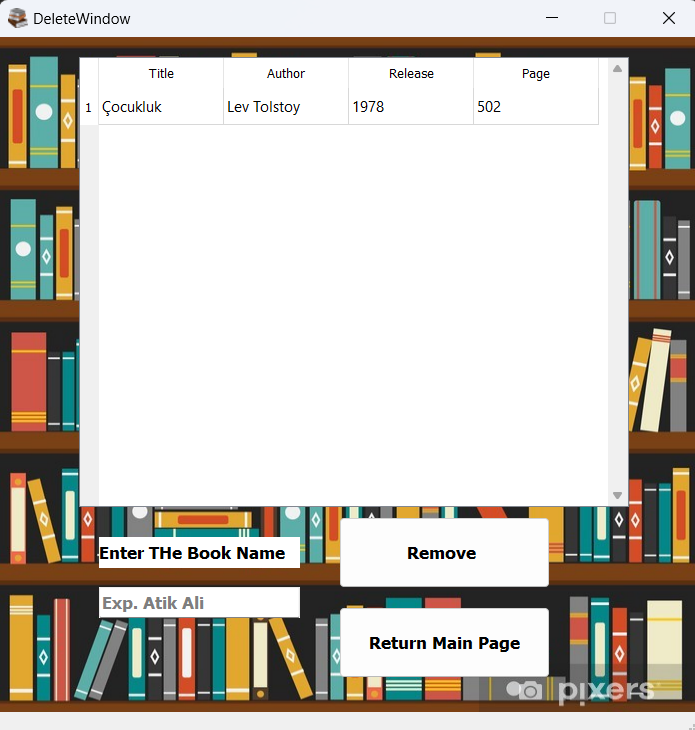 DeleteWindow
Title Author Release Page
1 Çocukluk Lev Tolstoy 1978 502
Enter THe Book Name
Remove
Exp. Atik Ali
Return Main Page
pixers